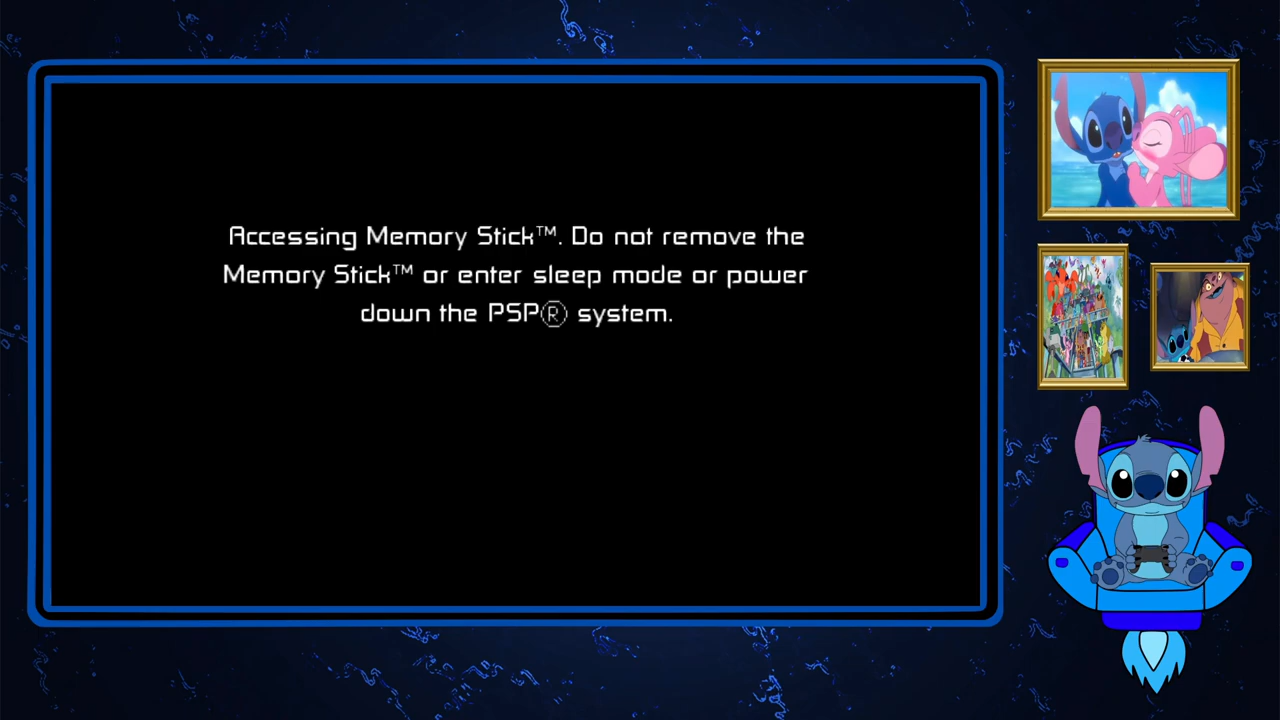 Accessing Memory Stick™. Do not remove the
Memory Stick™ or enter sleep mode or power
down the PSP® system.